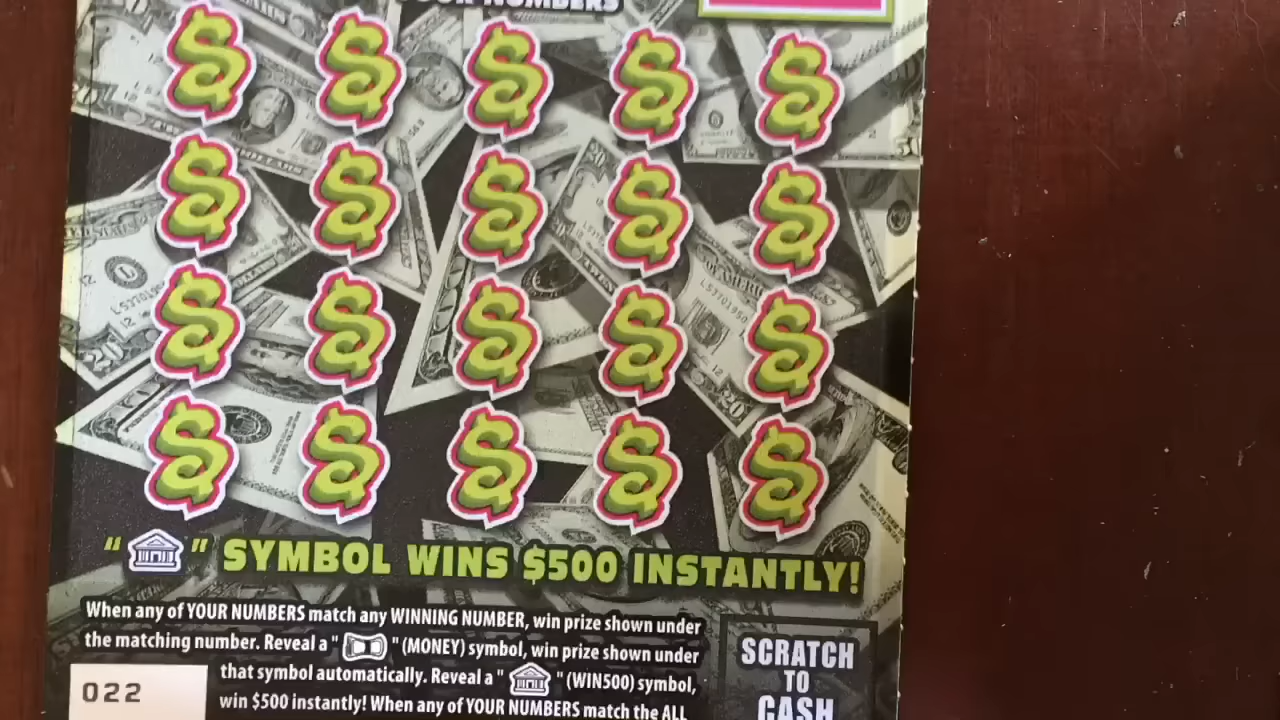 YOUR NUMBERS
" " SYMBOL WINS $500 INSTANTLY!
When any of YOUR NUMBERS match any WINNING NUMBER, win prize shown under
the matching number. Reveal a " " (MONEY) symbol, win prize shown under
that symbol automatically. Reveal a " " (WIN500) symbol,
win $500 instantly! When any of YOUR NUMBERS match the ALL
022
SCRATCH
TO
CASH